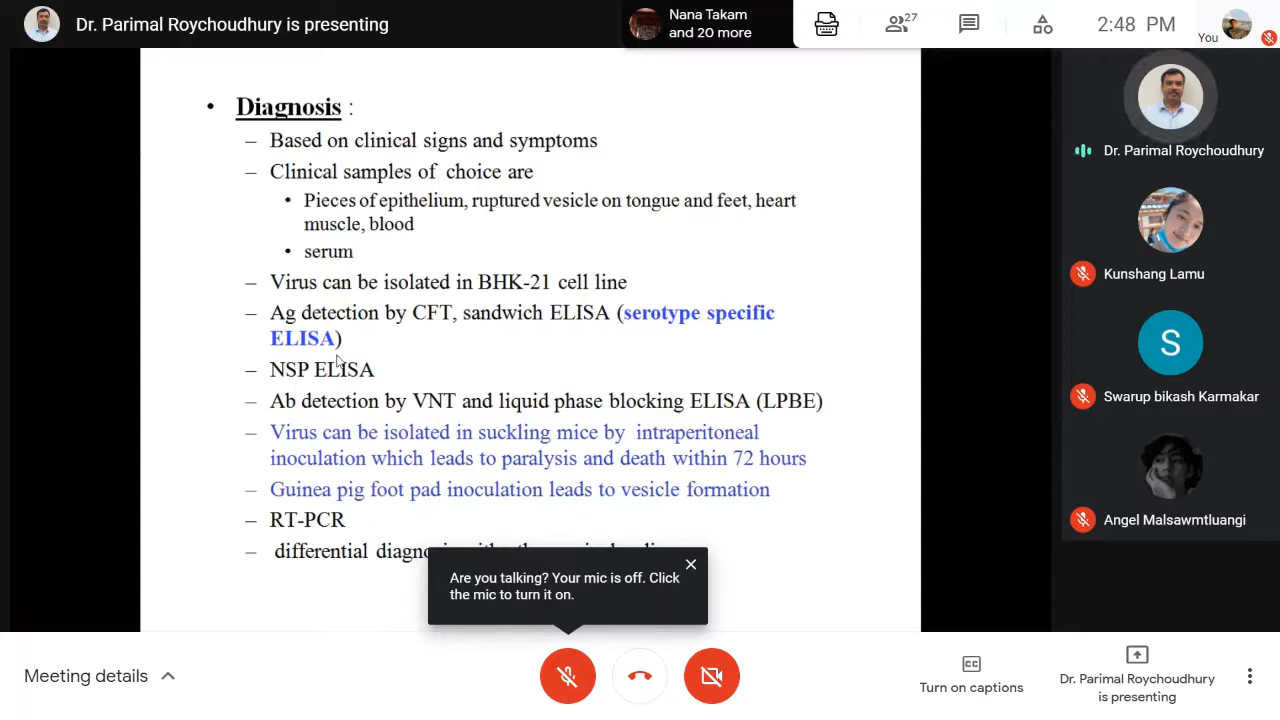 Dr. Parimal Roychoudhury is presenting
Nana Takam
and 20 more
27
2:48 PM
You
• Diagnosis :
– Based on clinical signs and symptoms
– Clinical samples of choice are
• Pieces of epithelium, ruptured vesicle on tongue and feet, heart
muscle, blood
• serum
– Virus can be isolated in BHK-21 cell line
– Ag detection by CFT, sandwich ELISA (serotype specific
ELISA)
– NSP ELISA
– Ab detection by VNT and liquid phase blocking ELISA (LPBE)
– Virus can be isolated in suckling mice by intraperitoneal
inoculation which leads to paralysis and death within 72 hours
– Guinea pig foot pad inoculation leads to vesicle formation
– RT-PCR
– differential
Are you talking? Your mic is off. Click
the mic to turn it on.
Dr. Parimal Roychoudhury
Kunshang Lamu
S
Swarup bikash Karmakar
Angel Malsawmtluangi
Meeting details
CC
Turn on captions
Dr. Parimal Roychoudhury
is presenting